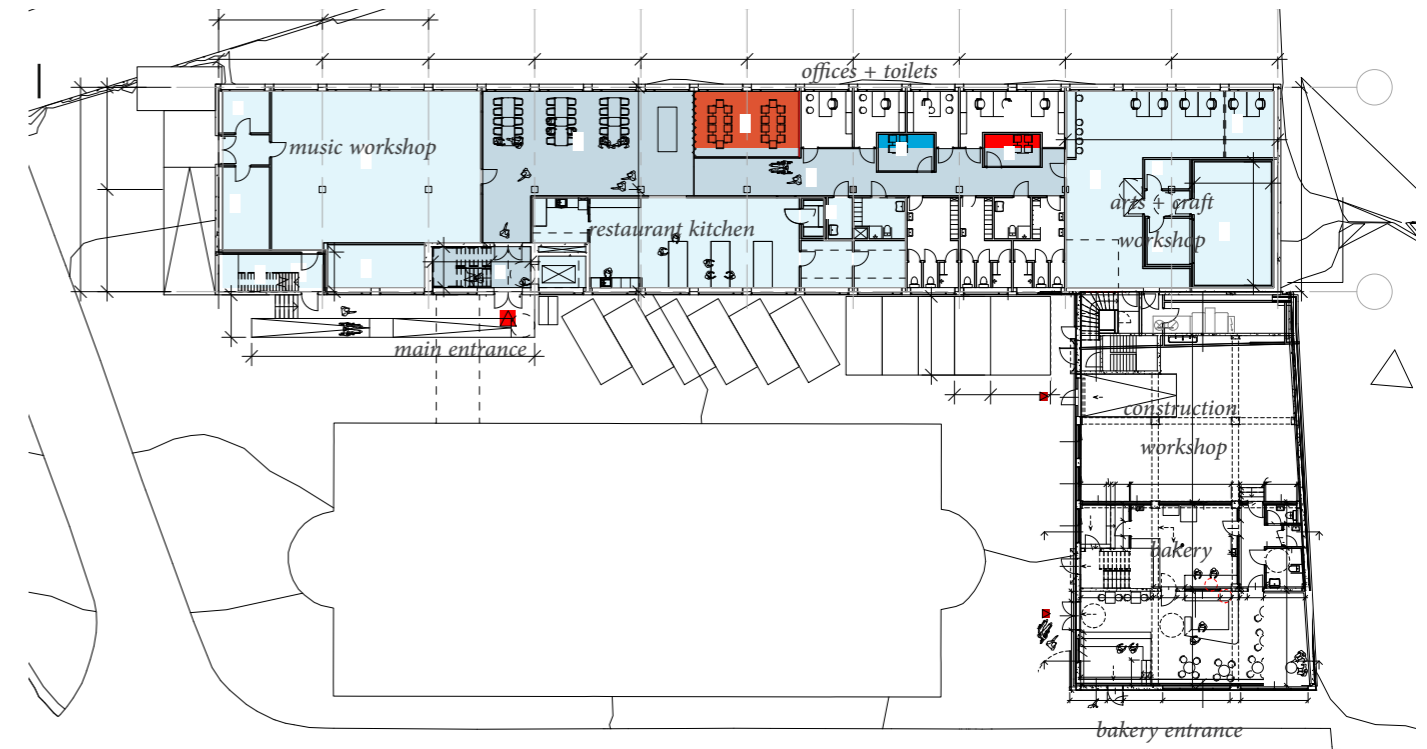 offices + toilets
music workshop
arts + craft
workshop
restaurant kitchen
main entrance
construction
workshop
bakery
bakery entrance